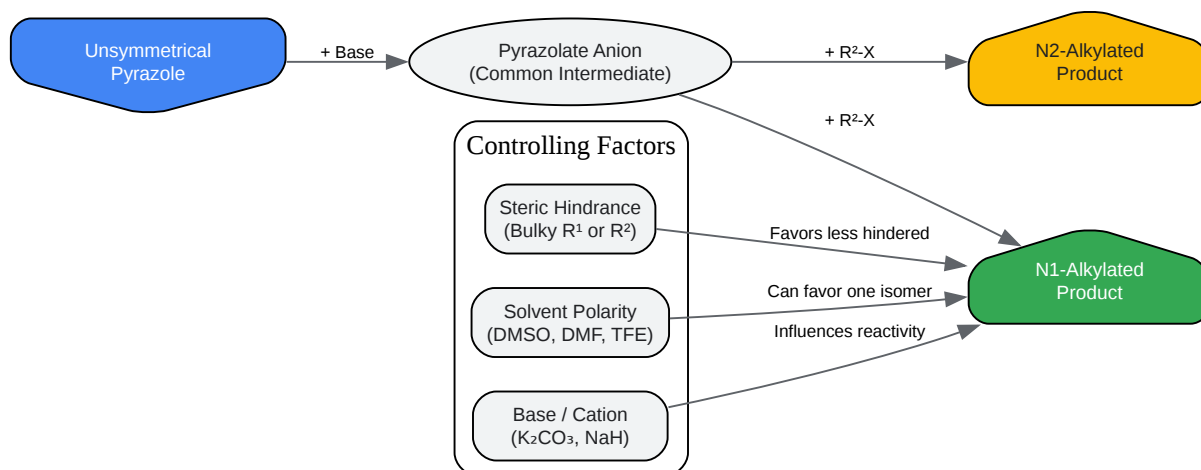 Unsymmetrical
Pyrazole
+ Base
Pyrazolate Anion
(Common Intermediate)
+ R²-X
N2-Alkylated
Product
+ R²-X
Controlling Factors
Steric Hindrance
(Bulky R¹ or R²)
Favors less hindered
N1-Alkylated
Product
Solvent Polarity
(DMSO, DMF, TFE)
Can favor one isomer
Influences reactivity
Base / Cation
(K₂CO₃, NaH)